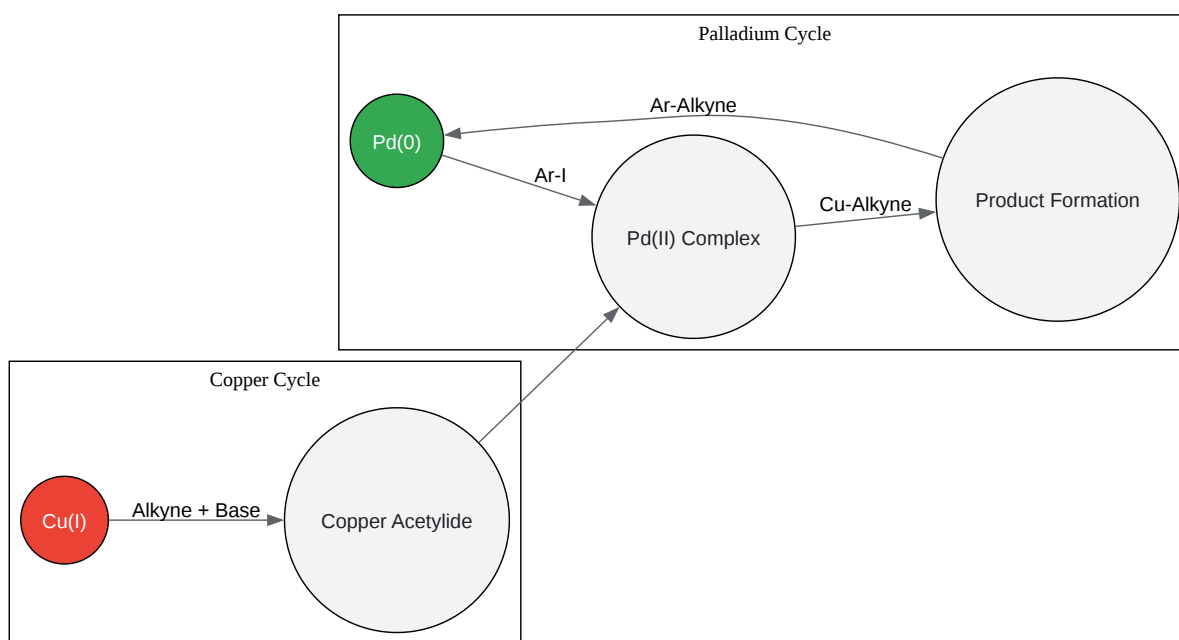 Palladium Cycle
Ar-Alkyne
Pd(0)
Ar-I
Cu-Alkyne
Product Formation
Pd(II) Complex
Copper Cycle
Alkyne + Base
Cu(I)
Copper Acetylide